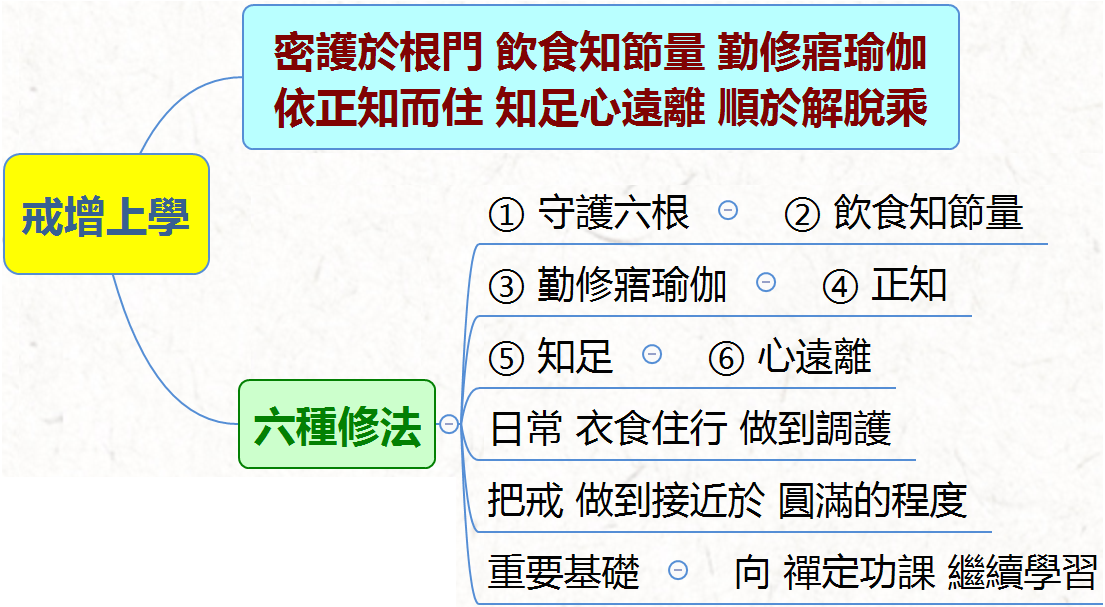 密護於根門 飲食知節量 勤修寤瑜伽
依正知而住 知足心遠離 順於解脫乘
戒增上學
① 守護六根 ② 飲食知節量
③ 勤修寤瑜伽 ④ 正知
⑤ 知足 ⑥ 心遠離
六種修法
日常 衣食住行 做到調護
把戒 做到接近於 圓滿的程度
重要基礎 向 禪定功課 繼續學習